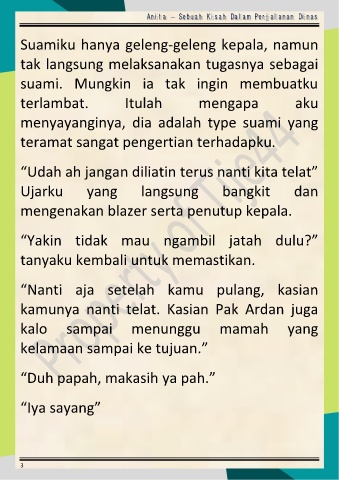 Anita – Sebuah Kisah Dalam Perjalanan Dinas
Suamiku hanya geleng-geleng kepala, namun
tak langsung melaksanakan tugasnya sebagai
suami. Mungkin ia tak ingin membuatku
terlambat. Itulah mengapa aku
menyayanginya, dia adalah type suami yang
teramat sangat pengertian terhadapku.
“Udah ah jangan diliatin terus nanti kita telat”
Ujarku yang langsung bangkit dan
mengenakan blazer serta penutup kepala.
“Yakin tidak mau ngambil jatah dulu?”
tanyaku kembali untuk memastikan.
“Nanti aja setelah kamu pulang, kasian
kamunya nanti telat. Kasian Pak Ardan juga
kalo sampai menunggu mamah yang
kelamaan sampai ke tujuan.”
“Duh papah, makasih ya pah.”
“Iya sayang”
3